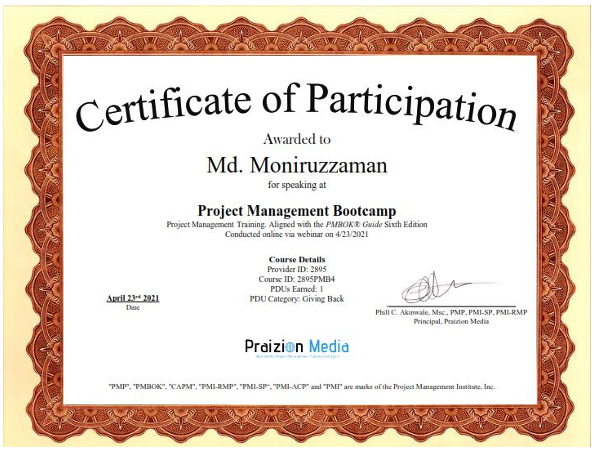 Certificate of Participation
Awarded to
Md. Moniruzzaman
for speaking at
Project Management Bootcamp
Project Management Training. Aligned with the PMBOK® Guide Sixth Edition
Conducted online via webinar on 4/23/2021
Course Details
Provider ID: 2895
Course ID: 2895PMB4
PDUs Earned: 1
PDU Category: Giving Back
April 23rd 2021
Date
Phill C. Akinwale, Msc., PMP, PMI-SP, PMI-RMP
Principal, Praizion Media
Praizion Media
"PMP", "PMBOK", "CAPM", "PMI-RMP", "PMI-SP", "PMI-ACP" and "PMI" are marks of the Project Management Institute, Inc.